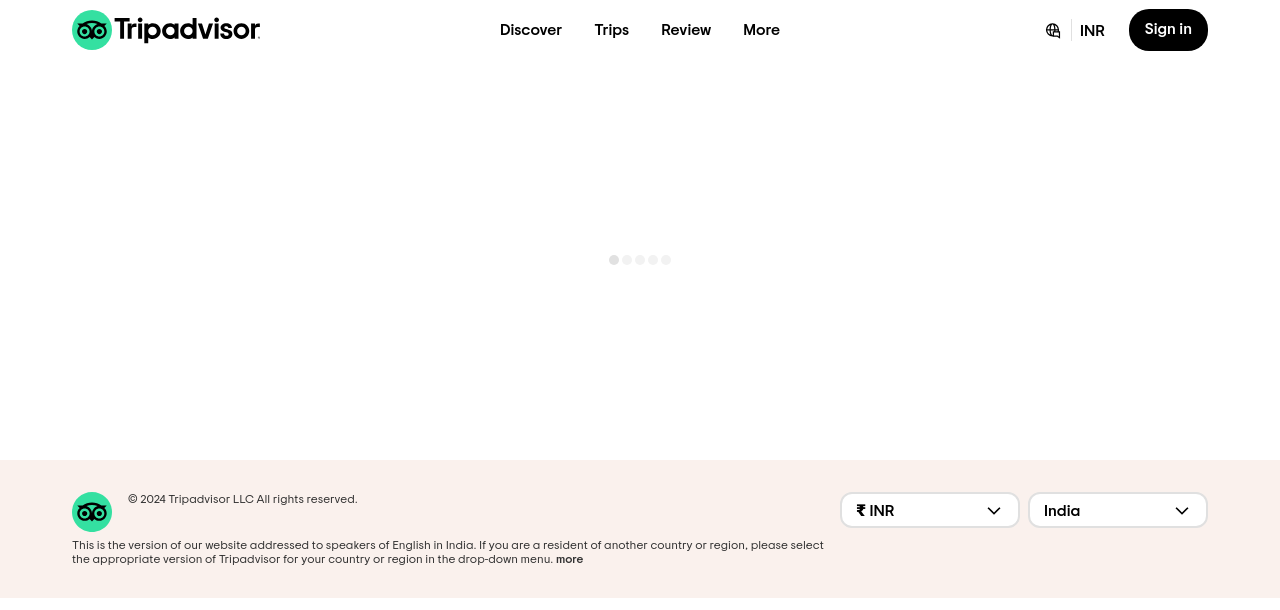 Tripadvisor
Discover Trips Review More
INR
Sign in
© 2024 Tripadvisor LLC All rights reserved.
₹ INR
India
This is the version of our website addressed to speakers of English in India. If you are a resident of another country or region, please select
the appropriate version of Tripadvisor for your country or region in the drop-down menu. more